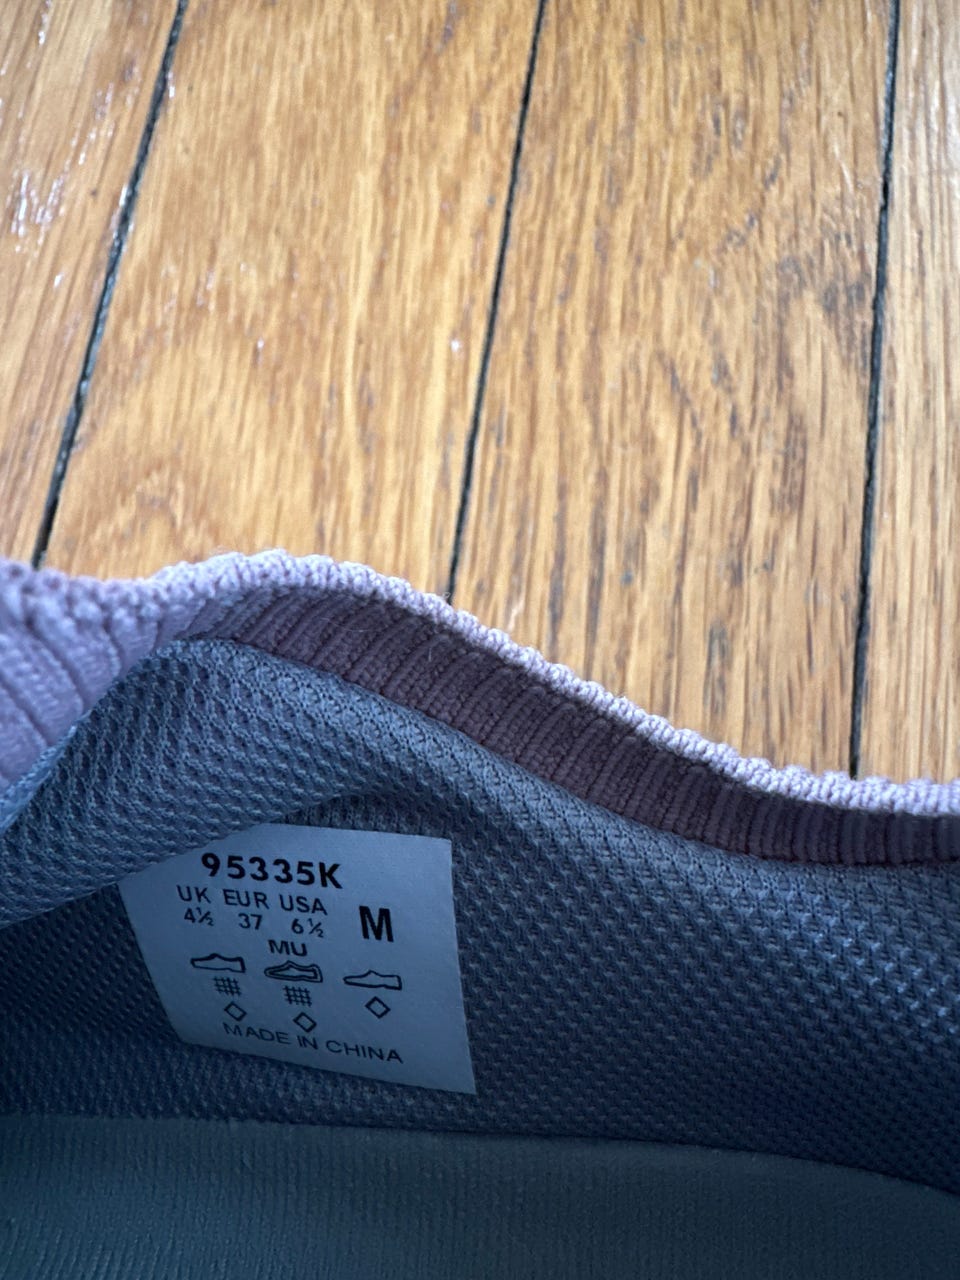 95335K
UK EUR USA
4½ 37 6½ M
MU
MADE IN CHINA